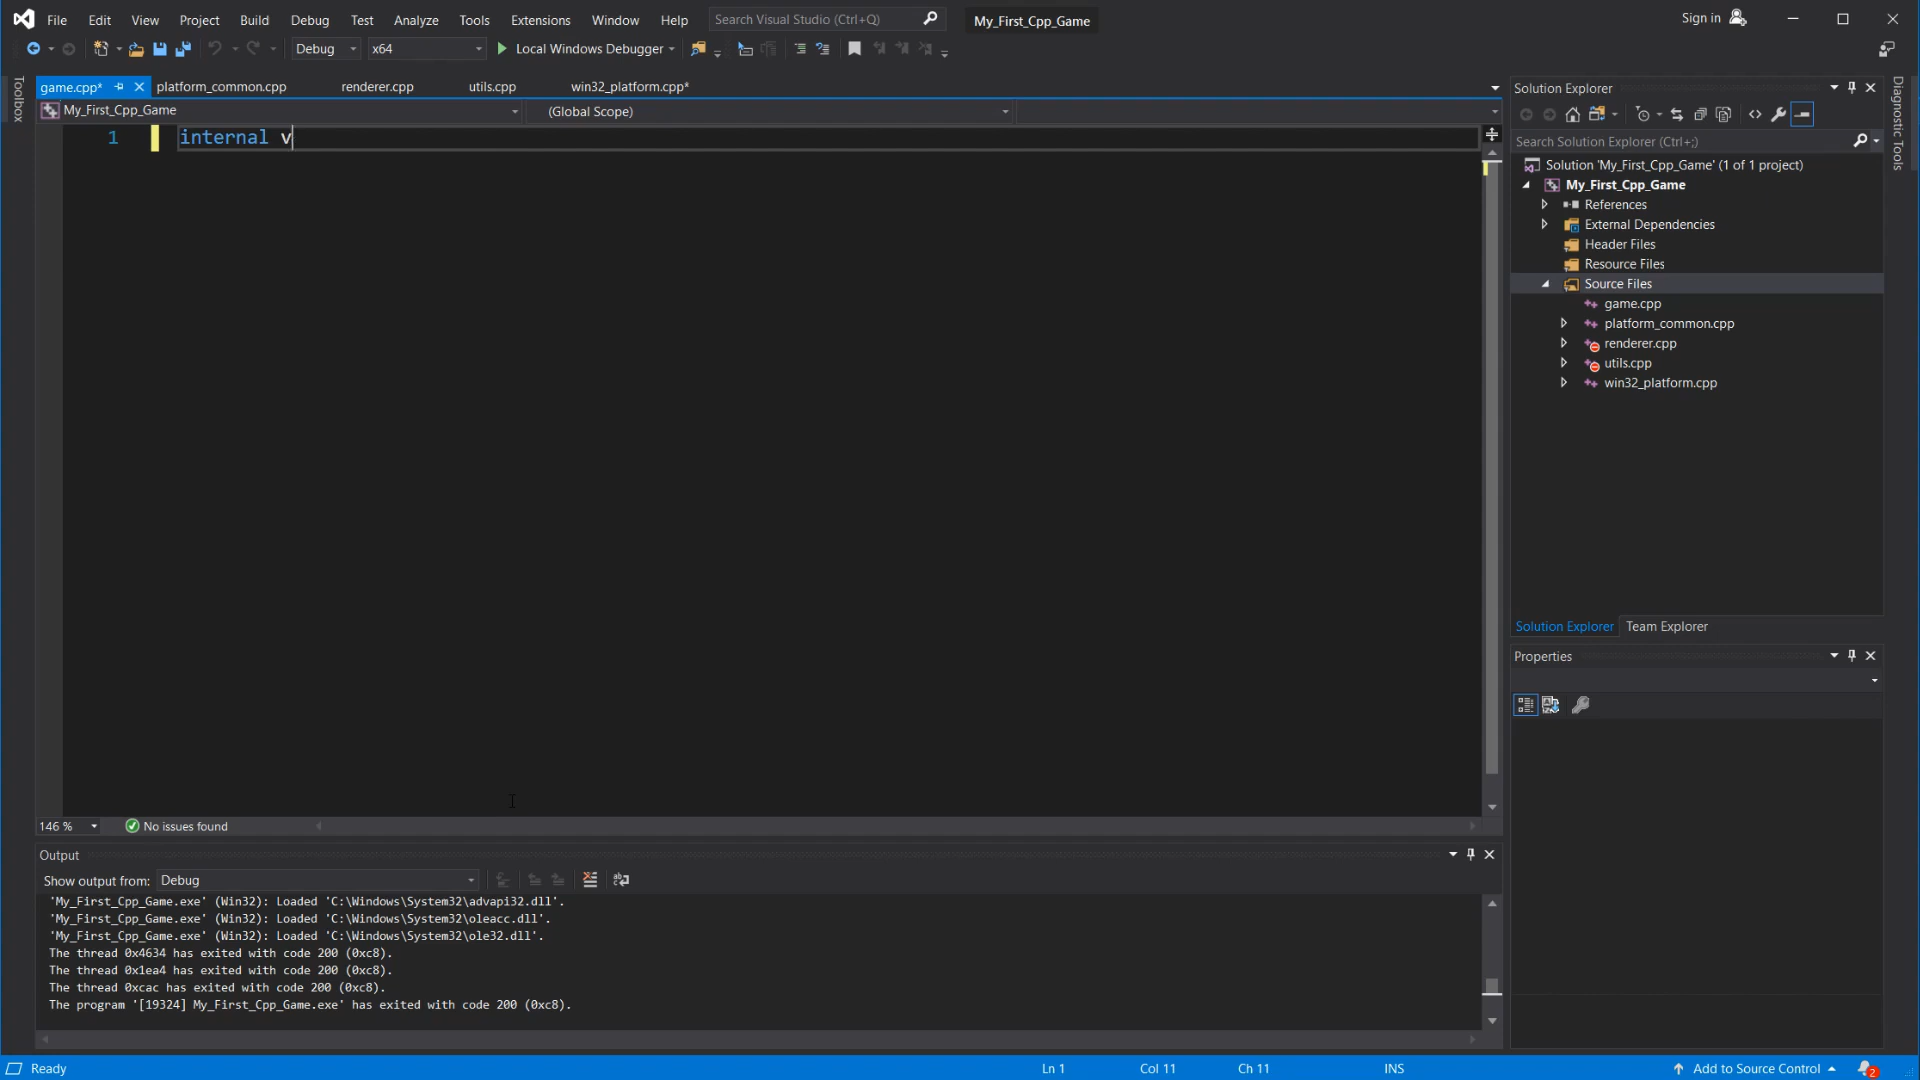 File Edit View Project Build Debug Test Analyze Tools Extensions Window Help Search Visual Studio (Ctrl+Q) My_First_Cpp_Game Sign in
Debug x64 Local Windows Debugger
Toolbox
game.cpp* platform_common.cpp renderer.cpp utils.cpp win32_platform.cpp*
My_First_Cpp_Game (Global Scope)
1 internal v
146 % No issues found
Output
Show output from: Debug
'My_First_Cpp_Game.exe' (Win32): Loaded 'C:\Windows\System32\advapi32.dll'.
'My_First_Cpp_Game.exe' (Win32): Loaded 'C:\Windows\System32\oleacc.dll'.
'My_First_Cpp_Game.exe' (Win32): Loaded 'C:\Windows\System32\ole32.dll'.
The thread 0x4634 has exited with code 200 (0xc8).
The thread 0x1ea4 has exited with code 200 (0xc8).
The thread 0xcac has exited with code 200 (0xc8).
The program '[19324] My_First_Cpp_Game.exe' has exited with code 200 (0xc8).
Solution Explorer
Search Solution Explorer (Ctrl+;)
Solution 'My_First_Cpp_Game' (1 of 1 project)
My_First_Cpp_Game
References
External Dependencies
Header Files
Resource Files
Source Files
game.cpp
platform_common.cpp
renderer.cpp
utils.cpp
win32_platform.cpp
Solution Explorer Team Explorer
Properties
Diagnostic Tools
Ready Ln 1 Col 11 Ch 11 INS Add to Source Control 2